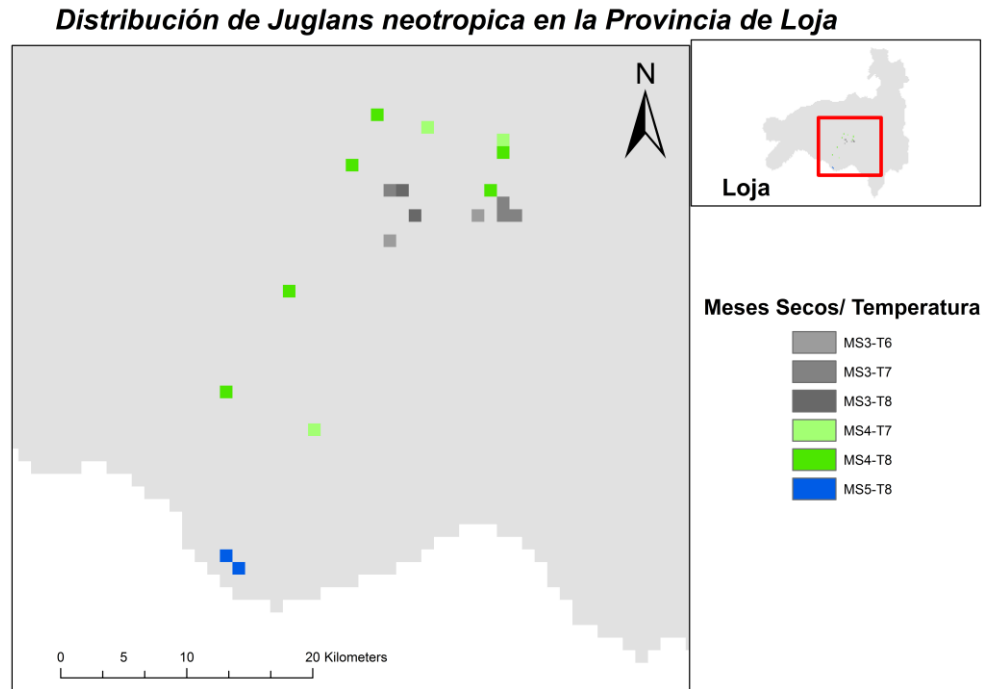 Distribución de Juglans neotropica en la Provincia de Loja
N
Loja
Meses Secos/ Temperatura
MS3-T6
MS3-T7
MS3-T8
MS4-T7
MS4-T8
MS5-T8
0 5 10 20 Kilometers